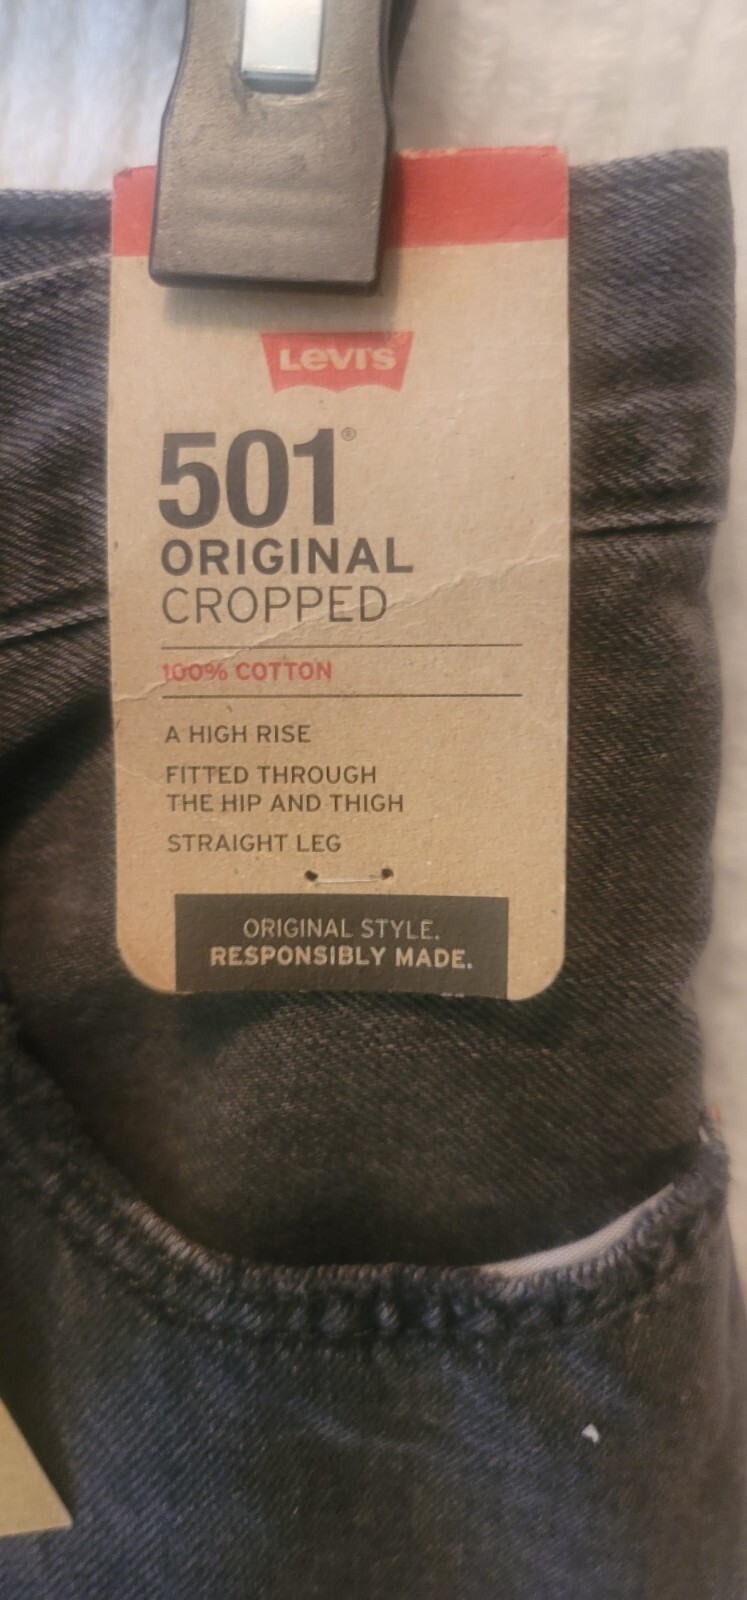 Levi's
501®
ORIGINAL
CROPPED
100% COTTON
A HIGH RISE
FITTED THROUGH
THE HIP AND THIGH
STRAIGHT LEG
ORIGINAL STYLE.
RESPONSIBLY MADE.